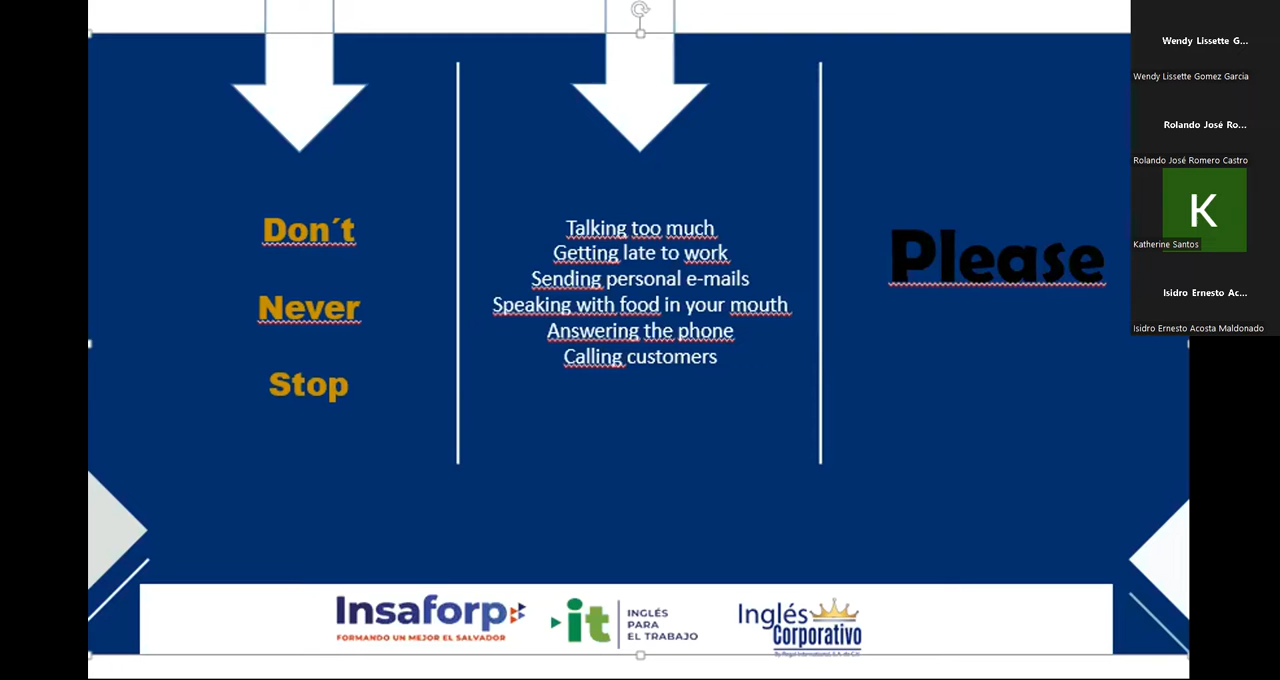 Don´t
Never
Stop
Talking too much
Getting late to work
Sending personal e-mails
Speaking with food in your mouth
Answering the phone
Calling customers
Please
Wendy Lissette G...
Wendy Lissette Gomez Garcia
Rolando José Ro...
Rolando José Romero Castro
K
Katherine Santos
Isidro Ernesto Ac...
Isidro Ernesto Acosta Maldonado
Insaforp
FORMANDO UN MEJOR EL SALVADOR
it
INGLÉS
PARA
EL TRABAJO
Inglés
Corporativo